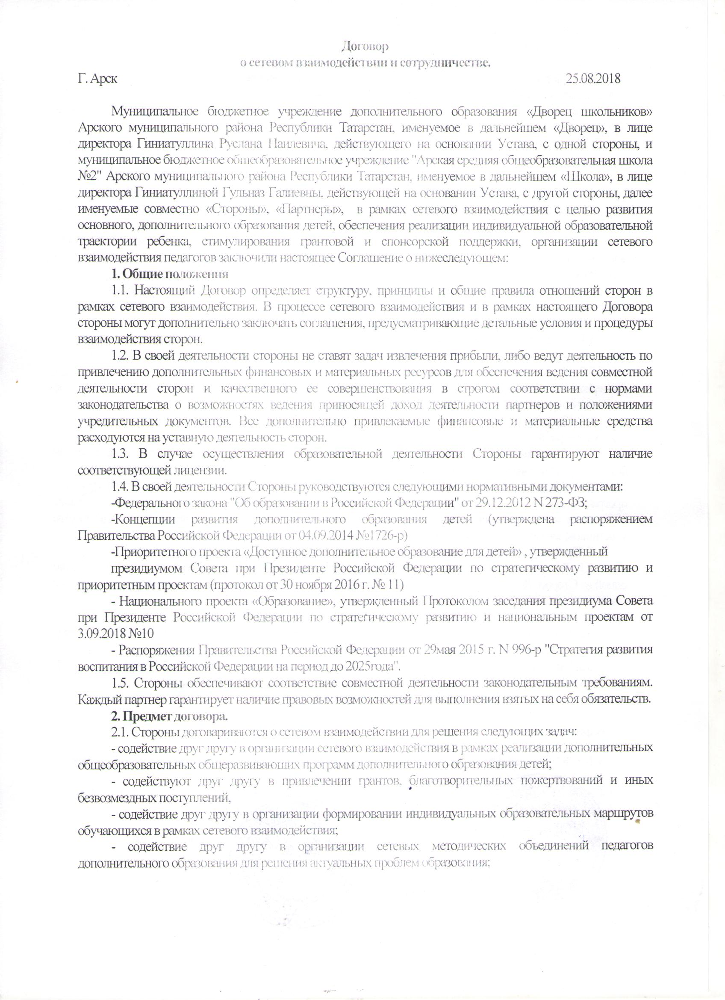 Договор
о сетевом взаимодействии и сотрудничестве.
Г. Арск 25.08.2018
Муниципальное бюджетное учреждение дополнительного образования «Дворец школьников»
Арского муниципального района Республики Татарстан, именуемое в дальнейшем «Дворец», в лице
директора Гиниатуллина Руслана Наилевича, действующего на основании Устава, с одной стороны, и
муниципальное бюджетное общеобразовательное учреждение "Арская средняя общеобразовательная школа
№2" Арского муниципального района Республики Татарстан, именуемое в дальнейшем «Школа», в лице
директора Гиниатуллиной Гульназ Галиевны, действующей на основании Устава, с другой стороны, далее
именуемые совместно «Стороны», «Партнеры», в рамках сетевого взаимодействия с целью развития
основного, дополнительного образования детей, обеспечения реализации индивидуальной образовательной
траектории ребенка, стимулирования грантовой и спонсорской поддержки, организации сетевого
взаимодействия педагогов заключили настоящее Соглашение о нижеследующем:
1. Общие положения
1.1. Настоящий Договор определяет структуру, принципы и общие правила отношений сторон в
рамках сетевого взаимодействия. В процессе сетевого взаимодействия и в рамках настоящего Договора
стороны могут дополнительно заключать соглашения, предусматривающие детальные условия и процедуры
взаимодействия сторон.
1.2. В своей деятельности стороны не ставят задач извлечения прибыли, либо ведут деятельность по
привлечению дополнительных финансовых и материальных ресурсов для обеспечения ведения совместной
деятельности сторон и качественного ее совершенствования в строгом соответствии с нормами
законодательства о возможностях ведения приносящей доход деятельности партнеров и положениями
учредительных документов. Все дополнительно привлекаемые финансовые и материальные средства
расходуются на уставную деятельность сторон.
1.3. В случае осуществления образовательной деятельности Стороны гарантируют наличие
соответствующей лицензии.
1.4. В своей деятельности Стороны руководствуются следующими нормативными документами:
-Федерального закона "Об образовании в Российской Федерации" от 29.12.2012 N 273-ФЗ;
-Концепции развития дополнительного образования детей (утверждена распоряжением
Правительства Российской Федерации от 04.09.2014 №1726-р)
-Приоритетного проекта «Доступное дополнительное образование для детей» , утвержденный
президиумом Совета при Президенте Российской Федерации по стратегическому развитию и
приоритетным проектам (протокол от 30 ноября 2016 г. № 11)
- Национального проекта «Образование», утвержденный Протоколом заседания президиума Совета
при Президенте Российской Федерации по стратегическому развитию и национальным проектам от
3.09.2018 №10
- Распоряжения Правительства Российской Федерации от 29мая 2015 г. N 996-р "Стратегия развития
воспитания в Российской Федерации на период до 2025года".
1.5. Стороны обеспечивают соответствие совместной деятельности законодательным требованиям.
Каждый партнер гарантирует наличие правовых возможностей для выполнения взятых на себя обязательств.
2. Предмет договора.
2.1. Стороны договариваются о сетевом взаимодействии для решения следующих задач:
- содействие друг другу в организации сетевого взаимодействия в рамках реализации дополнительных
общеобразовательных общеразвивающих программ дополнительного образования детей;
- содействуют друг другу в привлечении грантов, благотворительных пожертвований и иных
безвозмездных поступлений,
- содействие друг другу в организации формировании индивидуальных образовательных маршрутов
обучающихся в рамках сетевого взаимодействия;
- содействие друг другу в организации сетевых методических объединений педагогов
дополнительного образования для решения актуальных проблем образования;